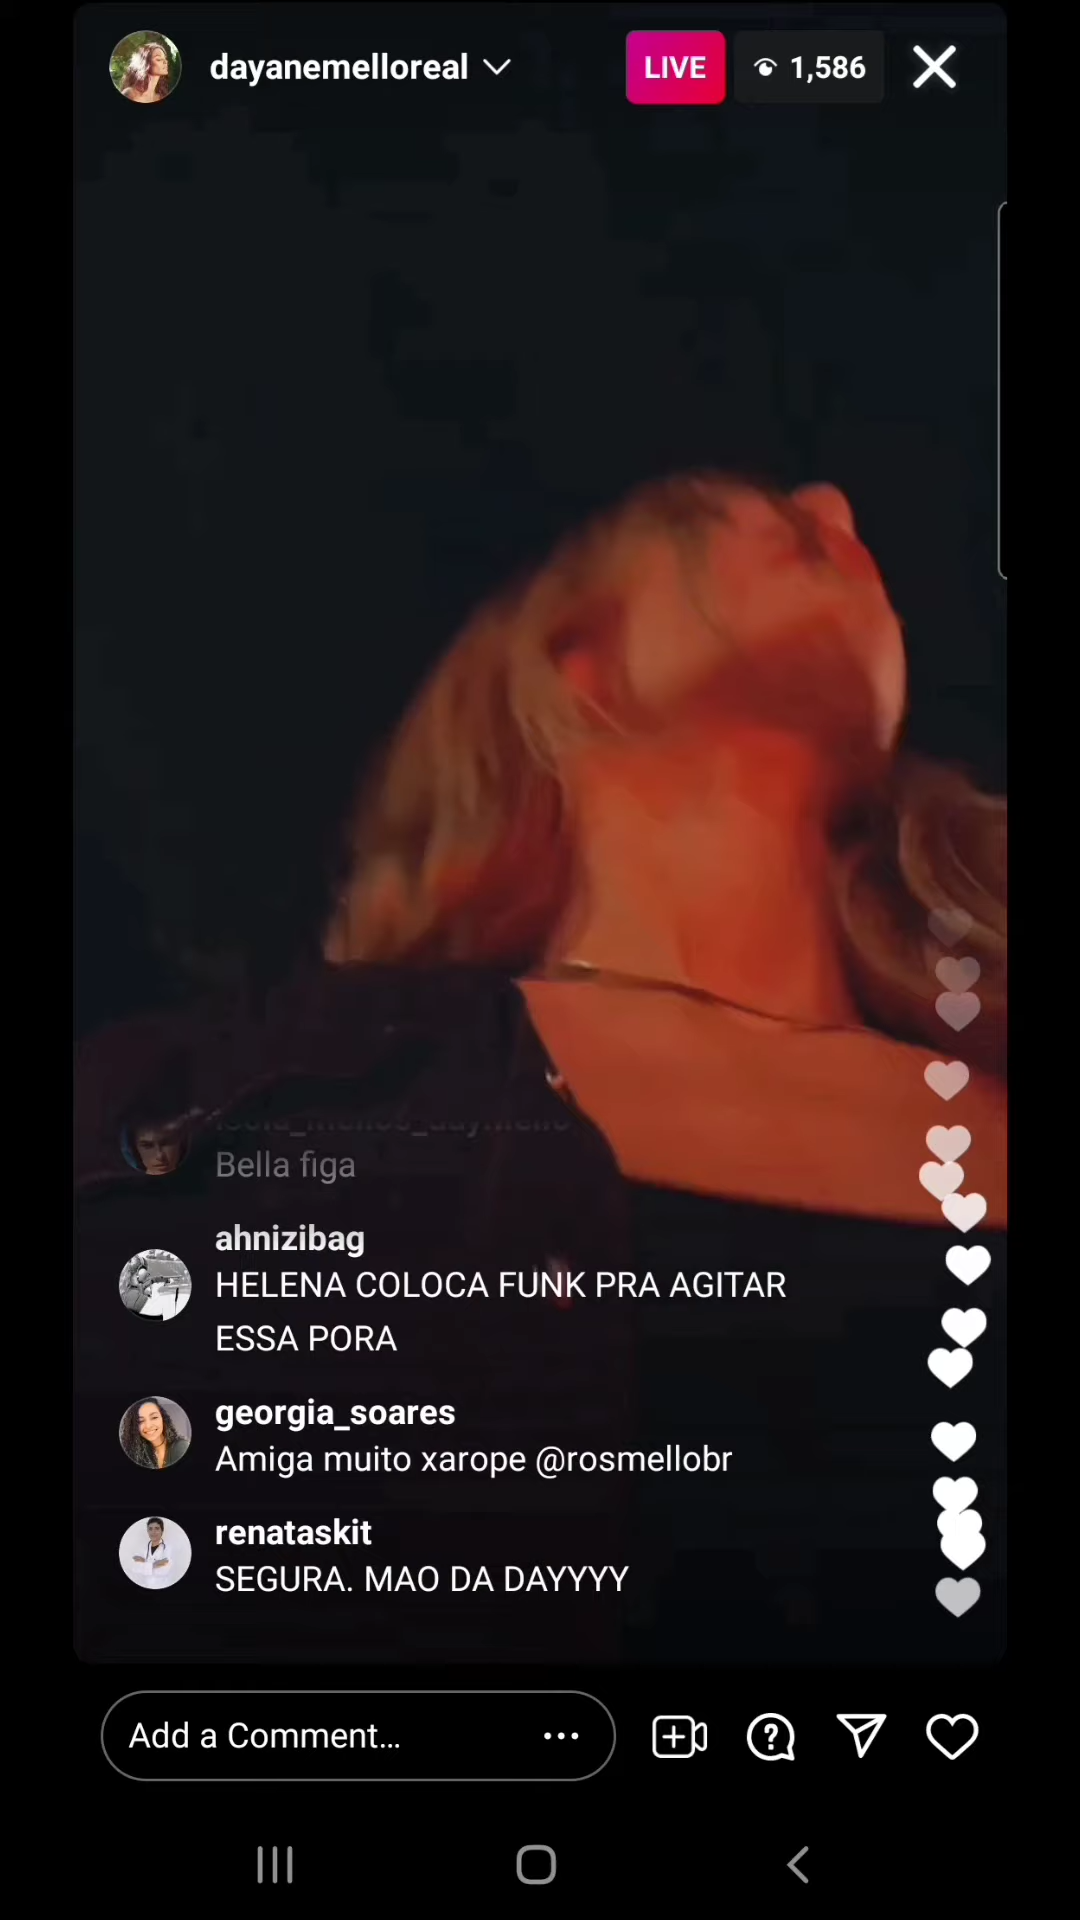 dayanemelloreal
LIVE
1,586
Bella figa
ahnizibag
HELENA COLOCA FUNK PRA AGITAR
ESSA PORA
georgia_soares
Amiga muito xarope @rosmellobr
renataskit
SEGURA. MAO DA DAYYYY
Add a Comment...